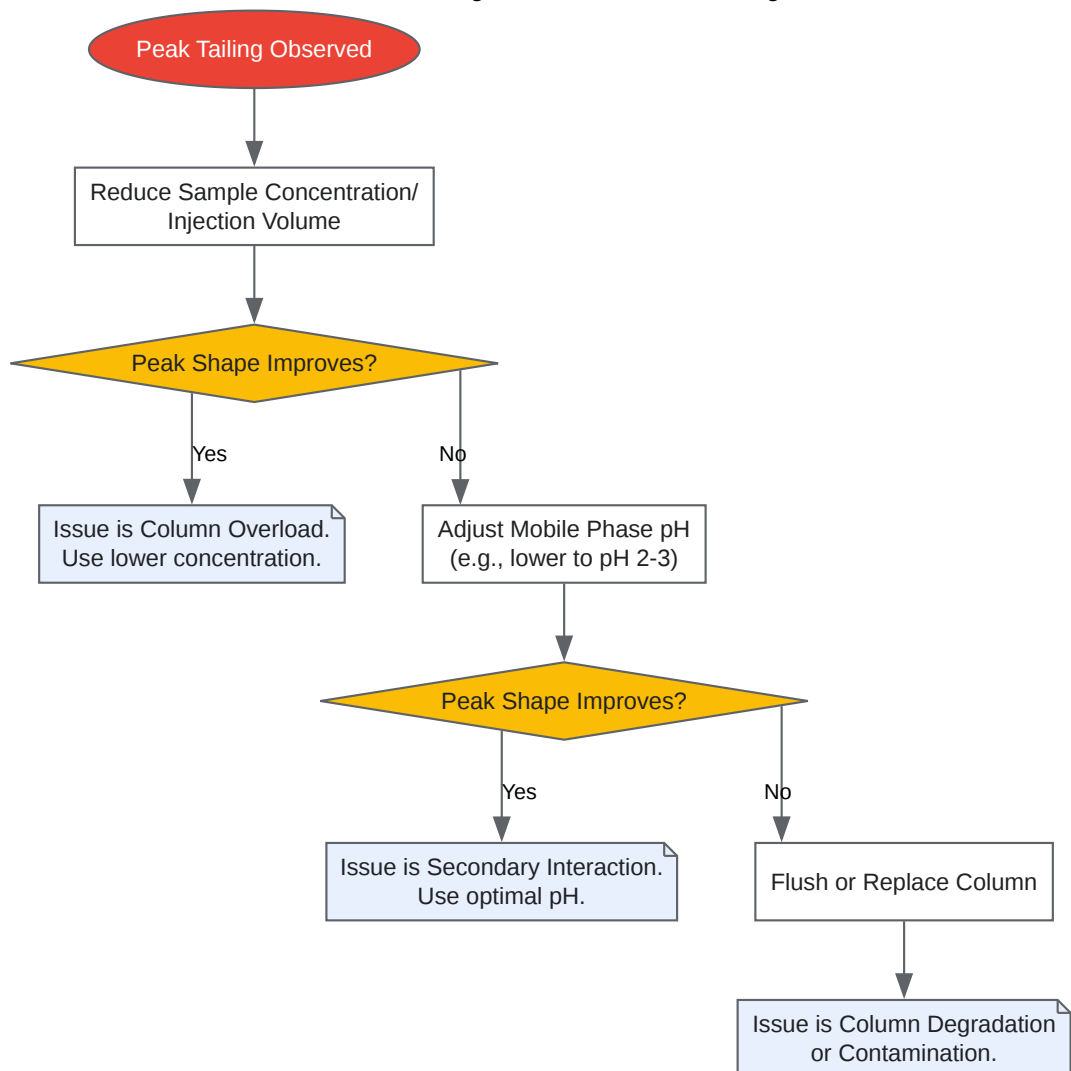 Peak Tailing Observed
Reduce Sample Concentration/
Injection Volume
Peak Shape Improves?
Yes
No
Issue is Column Overload.
Use lower concentration.
Adjust Mobile Phase pH
(e.g., lower to pH 2-3)
Peak Shape Improves?
Yes
No
Issue is Secondary Interaction.
Use optimal pH.
Flush or Replace Column
Issue is Column Degradation
or Contamination.